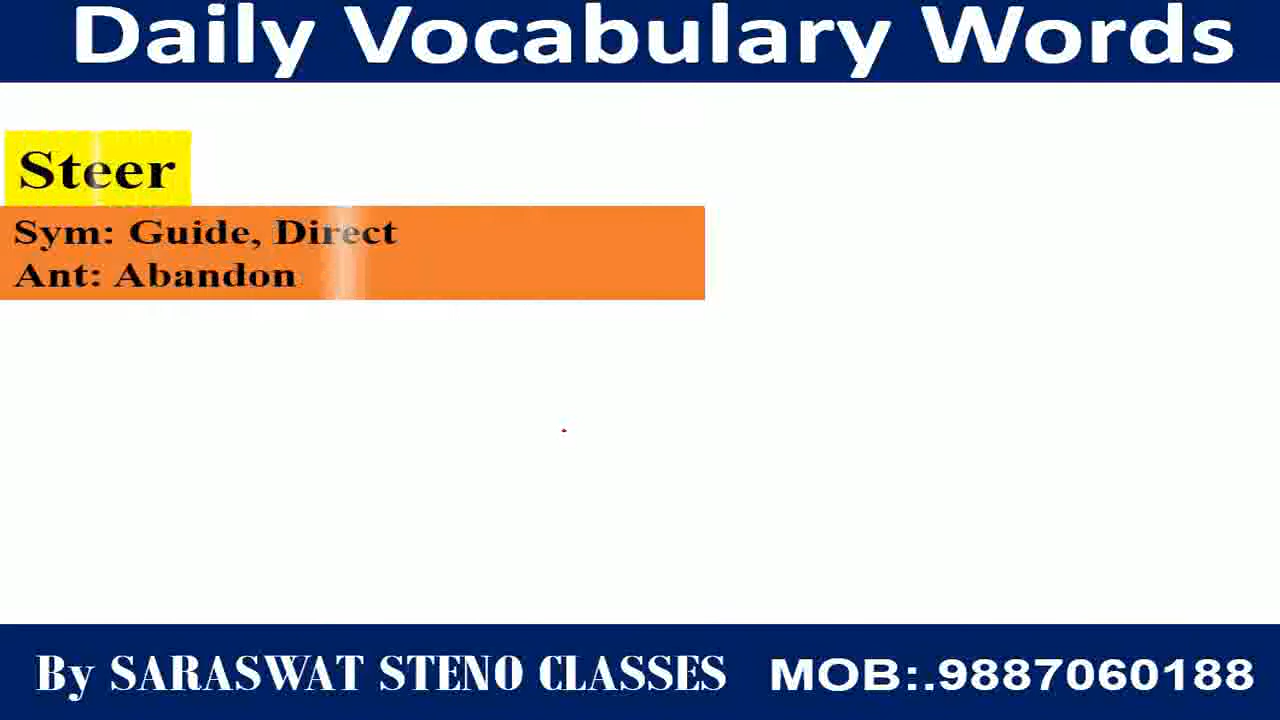 Daily Vocabulary Words
Steer
Sym: Guide, Direct
Ant: Abandon
By SARASWAT STENO CLASSES MOB:.9887060188